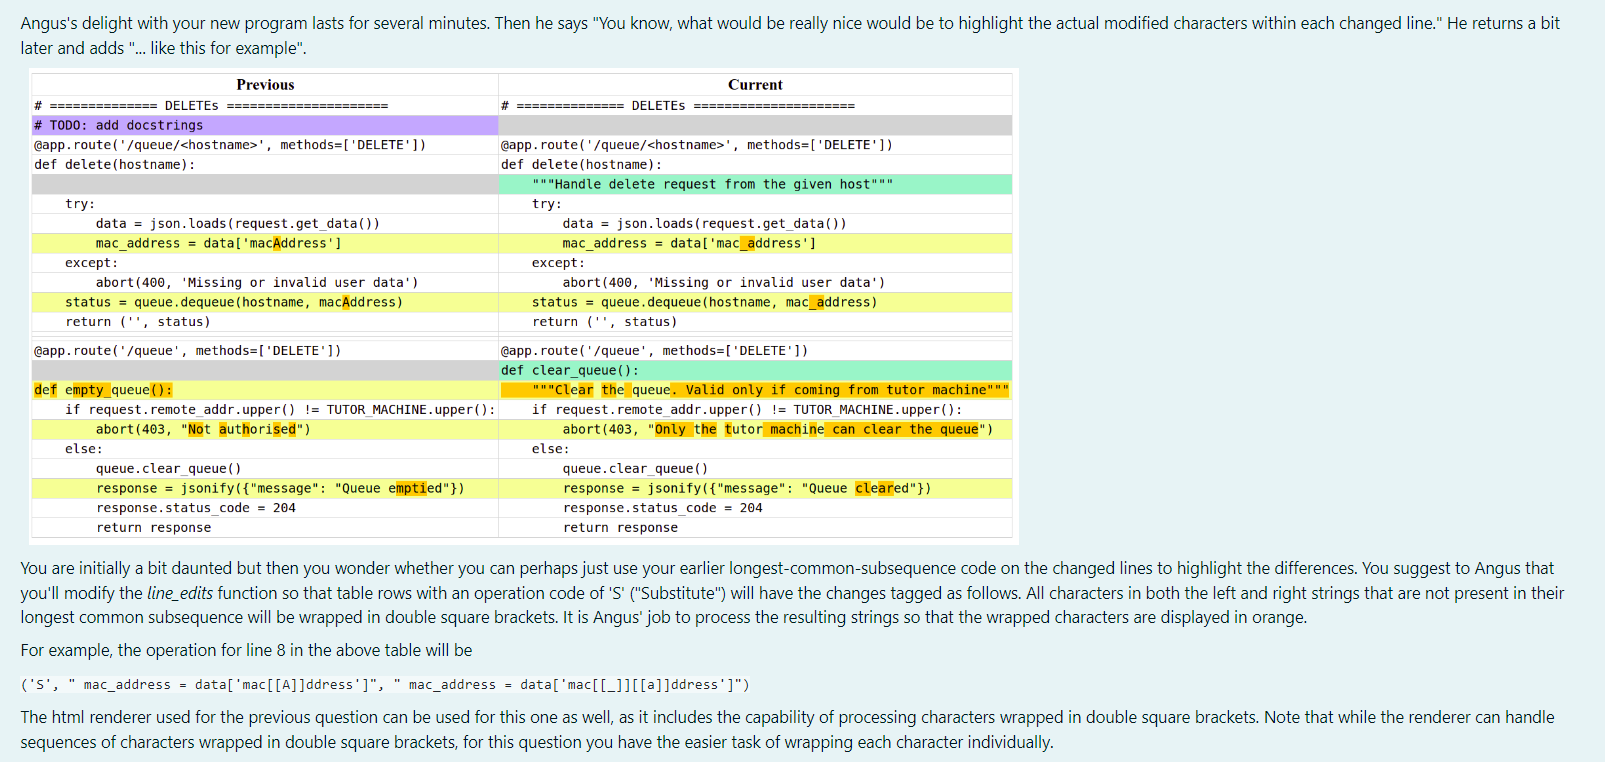 Angus's delight with your new program lasts for several minutes. Then he says "You know, what would be really nice would be to highlight the actual modified characters within each changed line." He returns a bit
later and adds "... like this for example".
Previous Current
# ============== DELETEs ===================== # ============== DELETEs =====================
# TODO: add docstrings
@app.route('/queue/<hostname>', methods=['DELETE']) @app.route('/queue/<hostname>', methods=['DELETE'])
def delete(hostname): def delete(hostname):
"""Handle delete request from the given host"""
try: try:
data = json.loads(request.get_data()) data = json.loads(request.get_data())
mac_address = data['macAddress'] mac_address = data['mac_address']
except: except:
abort(400, 'Missing or invalid user data') abort(400, 'Missing or invalid user data')
status = queue.dequeue(hostname, macAddress) status = queue.dequeue(hostname, mac_address)
return ('', status) return ('', status)
@app.route('/queue', methods=['DELETE']) @app.route('/queue', methods=['DELETE'])
def clear_queue():
def empty_queue(): """Clear the queue. Valid only if coming from tutor machine"""
if request.remote_addr.upper() != TUTOR_MACHINE.upper(): if request.remote_addr.upper() != TUTOR_MACHINE.upper():
abort(403, "Not authorised") abort(403, "Only the tutor machine can clear the queue")
else: else:
queue.clear_queue() queue.clear_queue()
response = jsonify({"message": "Queue emptied"}) response = jsonify({"message": "Queue cleared"})
response.status_code = 204 response.status_code = 204
return response return response
You are initially a bit daunted but then you wonder whether you can perhaps just use your earlier longest-common-subsequence code on the changed lines to highlight the differences. You suggest to Angus that
you'll modify the line_edits function so that table rows with an operation code of 'S' ("Substitute") will have the changes tagged as follows. All characters in both the left and right strings that are not present in their
longest common subsequence will be wrapped in double square brackets. It is Angus' job to process the resulting strings so that the wrapped characters are displayed in orange.
For example, the operation for line 8 in the above table will be
('S', " mac_address = data['mac[[A]]ddress']", " mac_address = data['mac[[_]][[a]]ddress']")
The html renderer used for the previous question can be used for this one as well, as it includes the capability of processing characters wrapped in double square brackets. Note that while the renderer can handle
sequences of characters wrapped in double square brackets, for this question you have the easier task of wrapping each character individually.